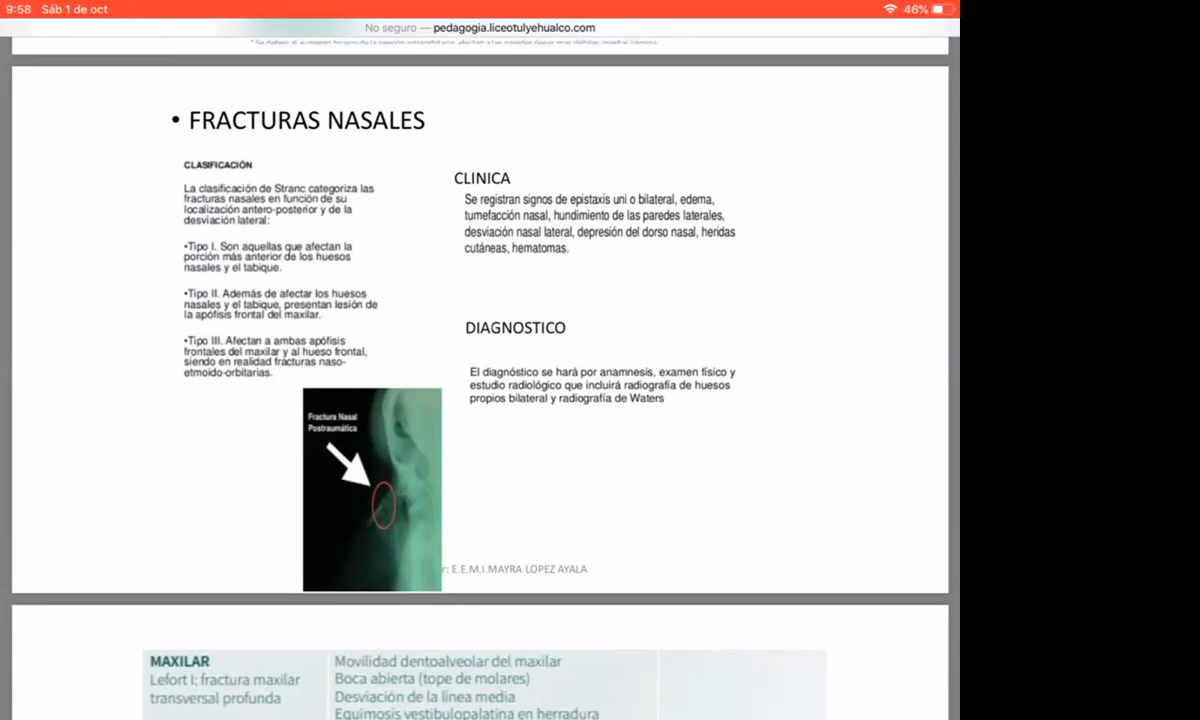 9:58 Sáb 1 de oct
46%
No seguro — pedagogia.liceotulyehualco.com
• FRACTURAS NASALES
CLASIFICACIÓN
La clasificación de Stranc categoriza las
fracturas nasales en función de su
localización antero-posterior y de la
desviación lateral:
•Tipo I. Son aquellas que afectan la
porción más anterior de los huesos
nasales y el tabique.
•Tipo II. Además de afectar los huesos
nasales y el tabique, presentan lesión de
la apófisis frontal del maxilar.
•Tipo III. Afectan a ambas apófisis
frontales del maxilar y al hueso frontal,
siendo en realidad fracturas naso-
etmoido-orbitarias.
CLINICA
Se registran signos de epistaxis uni o bilateral, edema,
tumefacción nasal, hundimiento de las paredes laterales,
desviación nasal lateral, depresión del dorso nasal, heridas
cutáneas, hematomas.
DIAGNOSTICO
El diagnóstico se hará por anamnesis, examen físico y
estudio radiológico que incluirá radiografía de huesos
propios bilateral y radiografía de Waters
Fractura Nasal
Postraumática
r: E.E.M.I.MAYRA LOPEZ AYALA
MAXILAR
Lefort I: fractura maxilar
transversal profunda
Movilidad dentoalveolar del maxilar
Boca abierta (tope de molares)
Desviación de la línea media
Equimosis vestibulopalatina en herradura